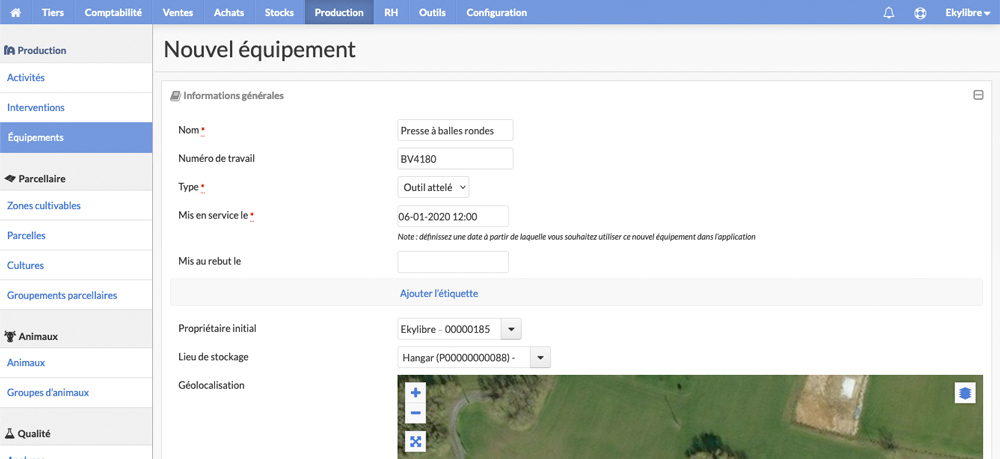 Tiers Comptabilité Ventes Achats Stocks Production RH Outils Configuration Ekylibre
Production
Activités
Interventions
Équipements
Parcellaire
Zones cultivables
Parcelles
Cultures
Groupements parcellaires
Animaux
Animaux
Groupes d'animaux
Qualité
Nouvel équipement
Informations générales
Nom * Presse à balles rondes
Numéro de travail BV4180
Type * Outil attelé
Mis en service le * 06-01-2020 12:00
Note : définissez une date à partir de laquelle vous souhaitez utiliser ce nouvel équipement dans l'application
Mis au rebut le
Ajouter l'étiquette
Propriétaire initial Ekylibre - 00000185
Lieu de stockage Hangar (P00000000088) -
Géolocalisation
+
−